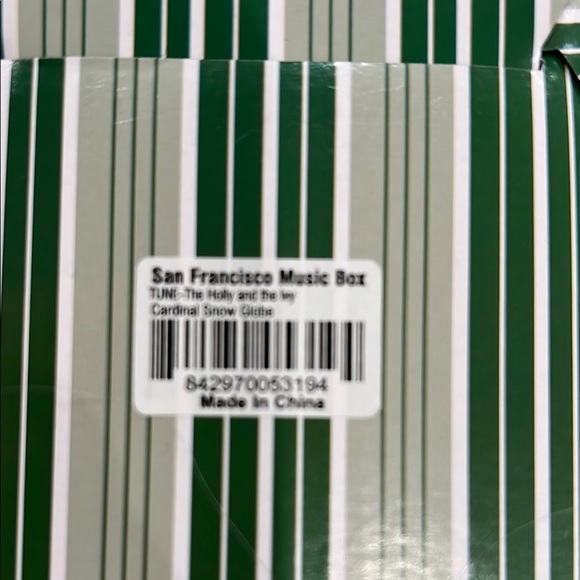 San Francisco Music Box
TUNE-The Holly and the Ivy
Cardinal Snow Globe
842970053194
Made In China